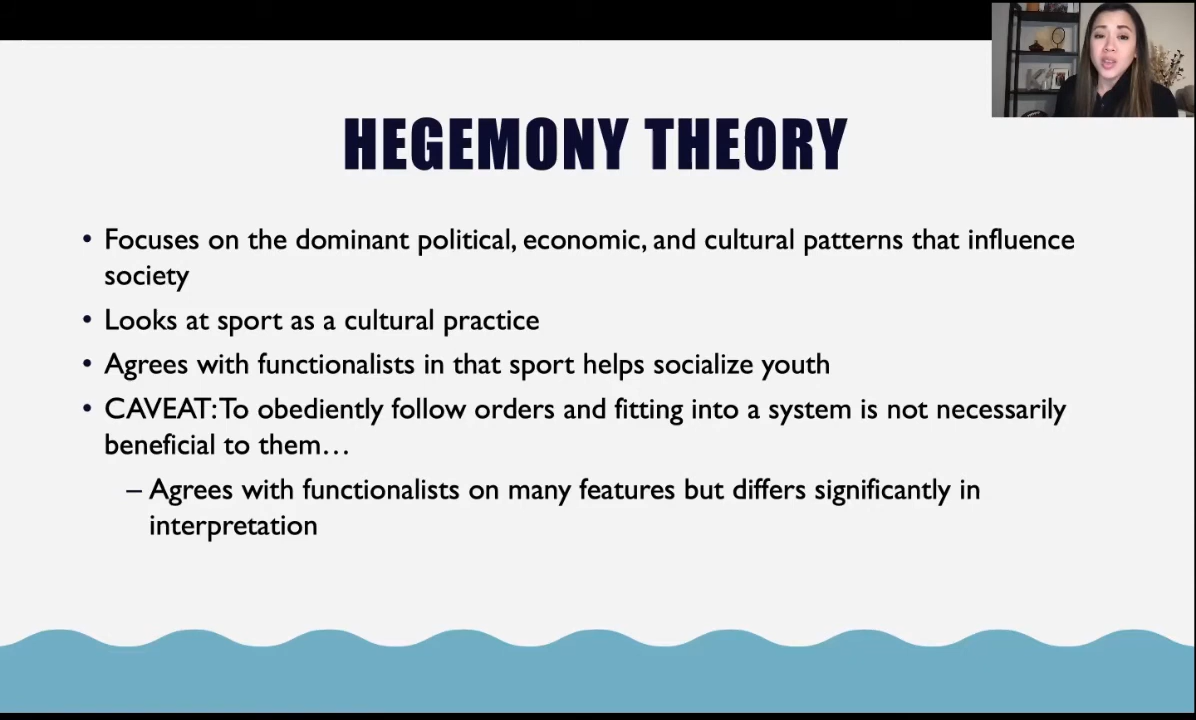 HEGEMONY THEORY
• Focuses on the dominant political, economic, and cultural patterns that influence
society
• Looks at sport as a cultural practice
• Agrees with functionalists in that sport helps socialize youth
• CAVEAT: To obediently follow orders and fitting into a system is not necessarily
beneficial to them…
– Agrees with functionalists on many features but differs significantly in
interpretation